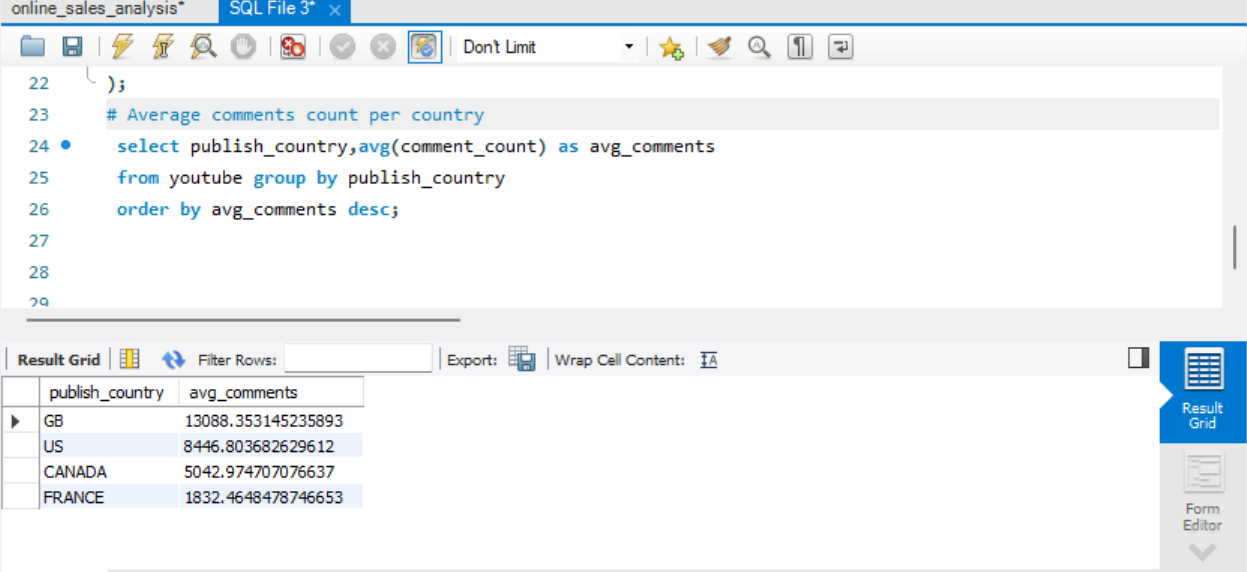 online_sales_analysis*
SQL File 3* ×
Don't Limit
22 );
23 # Average comments count per country
24 select publish_country,avg(comment_count) as avg_comments
25 from youtube group by publish_country
26 order by avg_comments desc;
27
28
29
Result Grid Filter Rows: Export: Wrap Cell Content: IA
publish_country avg_comments
GB 13088.353145235893
US 8446.803682629612
CANADA 5042.974707076637
FRANCE 1832.4648478746653
Result
Grid
Form
Editor